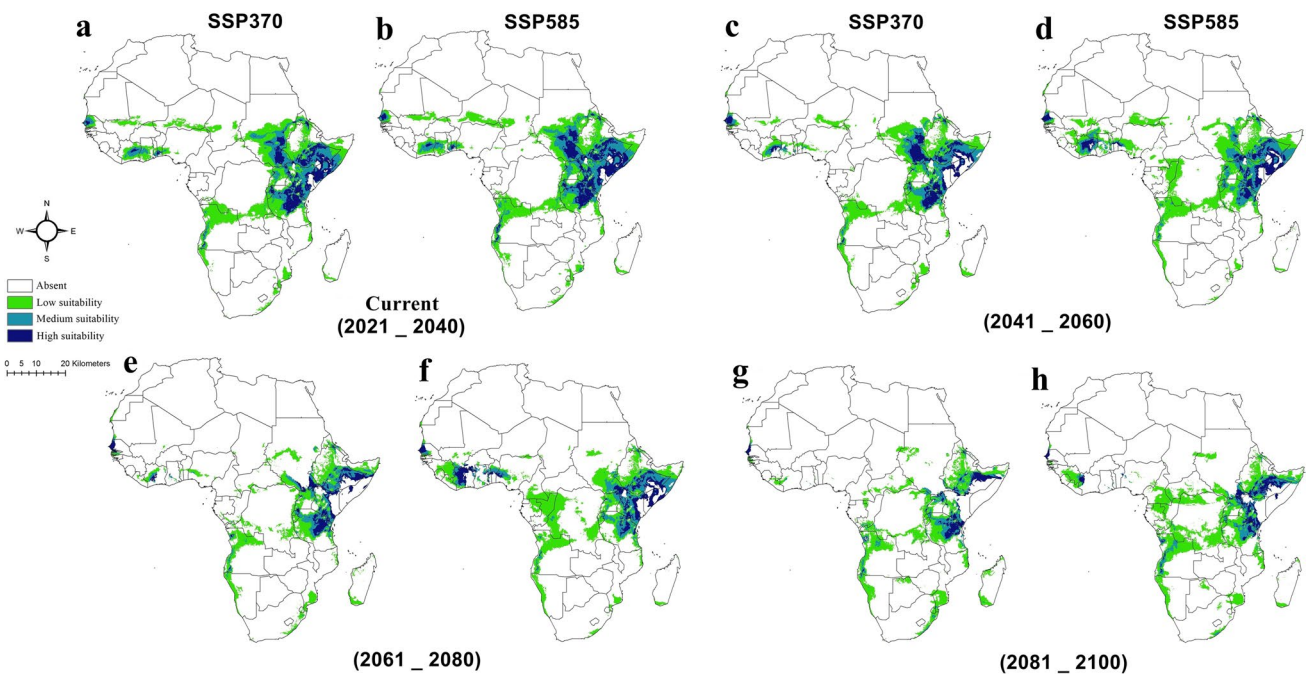 a
SSP370
b
SSP585
c
SSP370
d
SSP585
N
W
E
S
Absent
Low suitability
Medium suitability
High suitability
0 5 10 20 Kilometers
Current
(2021 _ 2040)
(2041 _ 2060)
e
f
g
h
(2061 _ 2080)
(2081 _ 2100)